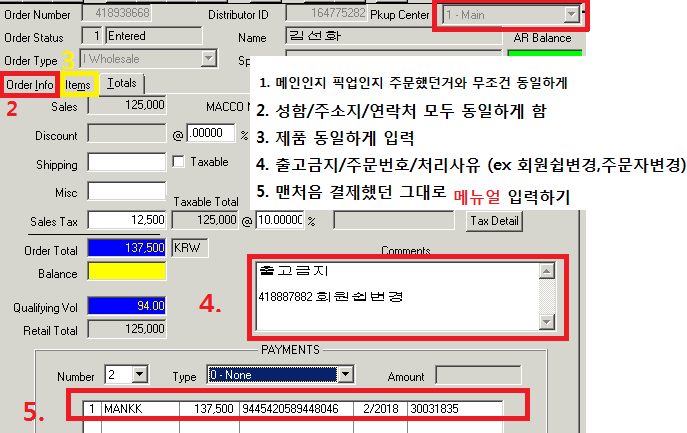 Order Number 418938668 Distributor ID 164775282 Pkup Center 1 - Main
Order Status 1 Entered Name 김선화 AR Balance
Order Type I Wholesale Sp
3
Order Info Items Totals
2
Sales 125,000 MACCO
Discount @ .00000 %
Shipping Taxable
Misc
Taxable Total
Sales Tax 12,500 125,000 @ 10.00000 % Tax Detail
Order Total 137,500 KRW
Balance
Qualifying Vol 94.00
Retail Total 125,000
1. 메인인지 픽업인지 주문했던거와 무조건 동일하게
2. 성함/주소지/연락처 모두 동일하게 함
3. 제품 동일하게 입력
4. 출고금지/주문번호/처리사유 (ex 회원쉽변경,주문자변경)
5. 맨처음 결제했던 그대로 메뉴얼 입력하기
Comments
4.
출고금지
418887882 회원쉽변경
PAYMENTS
Number 2 Type 0 - None Amount
5.
1 MANKK 137,500 9445420589448046 2/2018 30031835